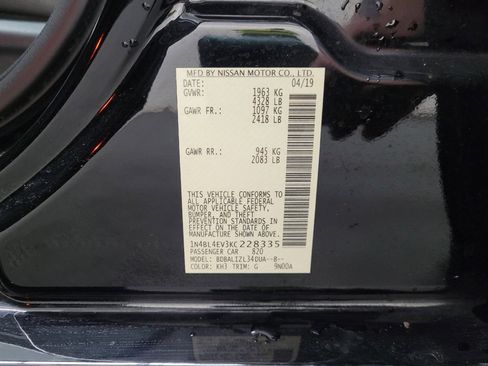 MFD BY NISSAN MOTOR CO., LTD.
DATE: 04/19
GVWR: 1963 KG
4328 LB
GAWR FR.: 1097 KG
2418 LB
GAWR RR.: 945 KG
2083 LB
THIS VEHICLE CONFORMS TO
ALL APPLICABLE FEDERAL
MOTOR VEHICLE SAFETY,
BUMPER, AND THEFT
PREVENTION STANDARDS
IN EFFECT ON THE DATE OF
MANUFACTURE SHOWN ABOVE.
1N4BL4EV3KC228335
PASSENGER CAR 820
MODEL: BDBALIZL34DUA--B--
COLOR: KH3 TRIM: G 9N00A